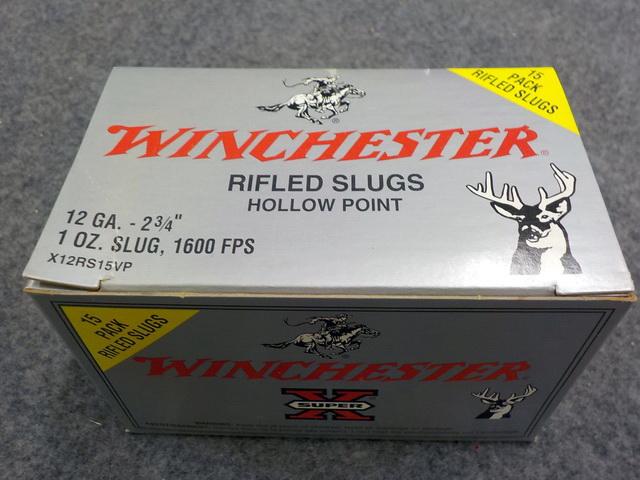 15
PACK
RIFLED SLUGS
WINCHESTER®
RIFLED SLUGS
HOLLOW POINT
12 GA. - 2¾"
1 OZ. SLUG, 1600 FPS
X12RS15VP
15
PACK
RIFLED SLUGS
WINCHESTER
SUPER X